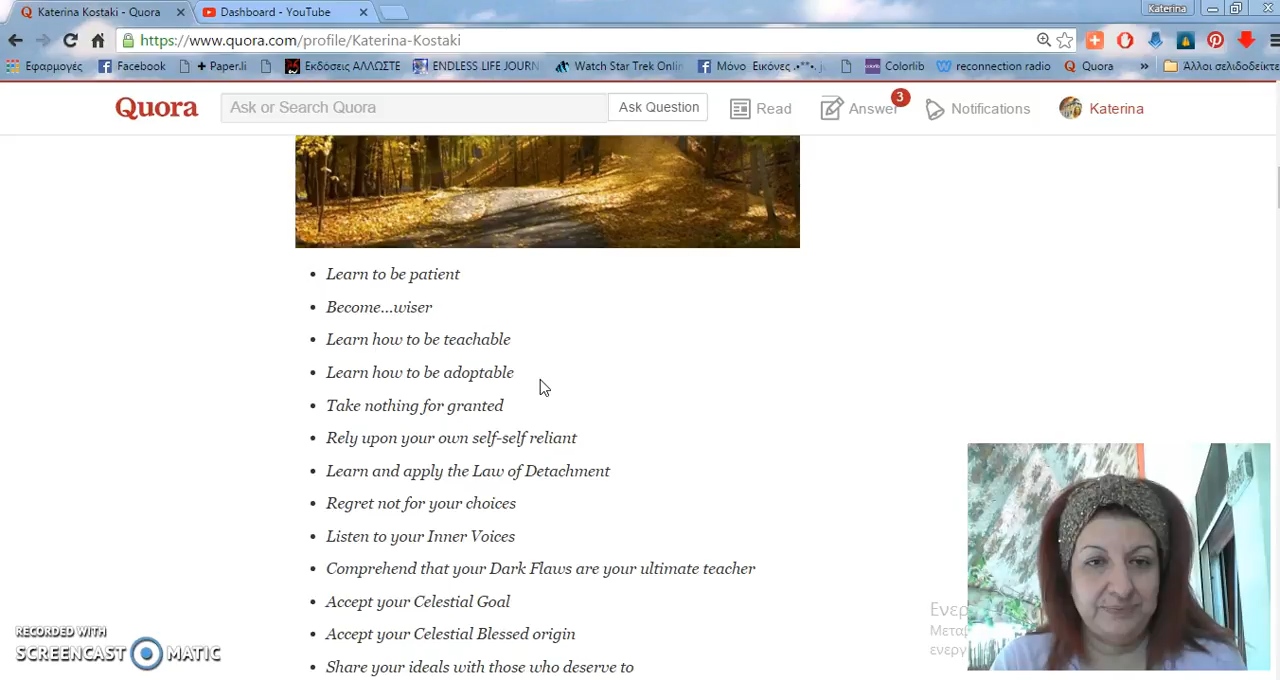 Katerina Kostaki - Quora
Dashboard - YouTube
Katerina
https://www.quora.com/profile/Katerina-Kostaki
Εφαρμογές
Facebook
+ Paper.li
Εκδόσεις ΑΛΛΩΣΤΕ
ENDLESS LIFE JOURN
Watch Star Trek Onlin
Μόνο
Εικόνες
Colorlib
reconnection radio
Quora
»
Άλλοι σελιδοδείκτες
Quora
Ask or Search Quora
Ask Question
Read
Answer
3
Notifications
Katerina
• Learn to be patient
• Become...wiser
• Learn how to be teachable
• Learn how to be adoptable
• Take nothing for granted
• Rely upon your own self-self reliant
• Learn and apply the Law of Detachment
• Regret not for your choices
• Listen to your Inner Voices
• Comprehend that your Dark Flaws are your ultimate teacher
• Accept your Celestial Goal
• Accept your Celestial Blessed origin
• Share your ideals with those who deserve to
Ενερ
Μεταβ
ενεργ
RECORDED WITH
SCREENCAST MATIC